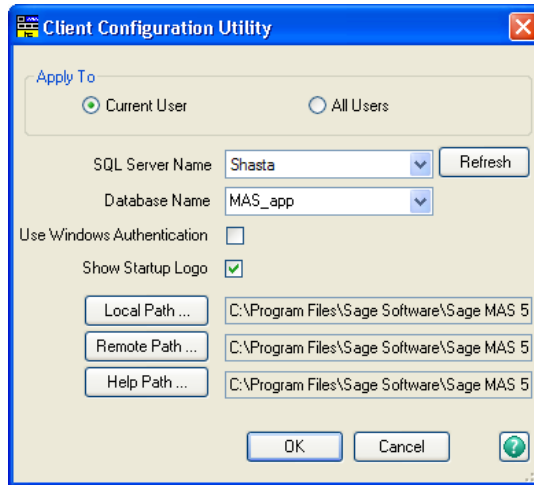 Client Configuration Utility
Apply To
Current User
All Users
SQL Server Name
Shasta
Refresh
Database Name
MAS_app
Use Windows Authentication
Show Startup Logo
Local Path ...
C:\Program Files\Sage Software\Sage MAS 5
Remote Path ...
C:\Program Files\Sage Software\Sage MAS 5
Help Path ...
C:\Program Files\Sage Software\Sage MAS 5
OK
Cancel
?